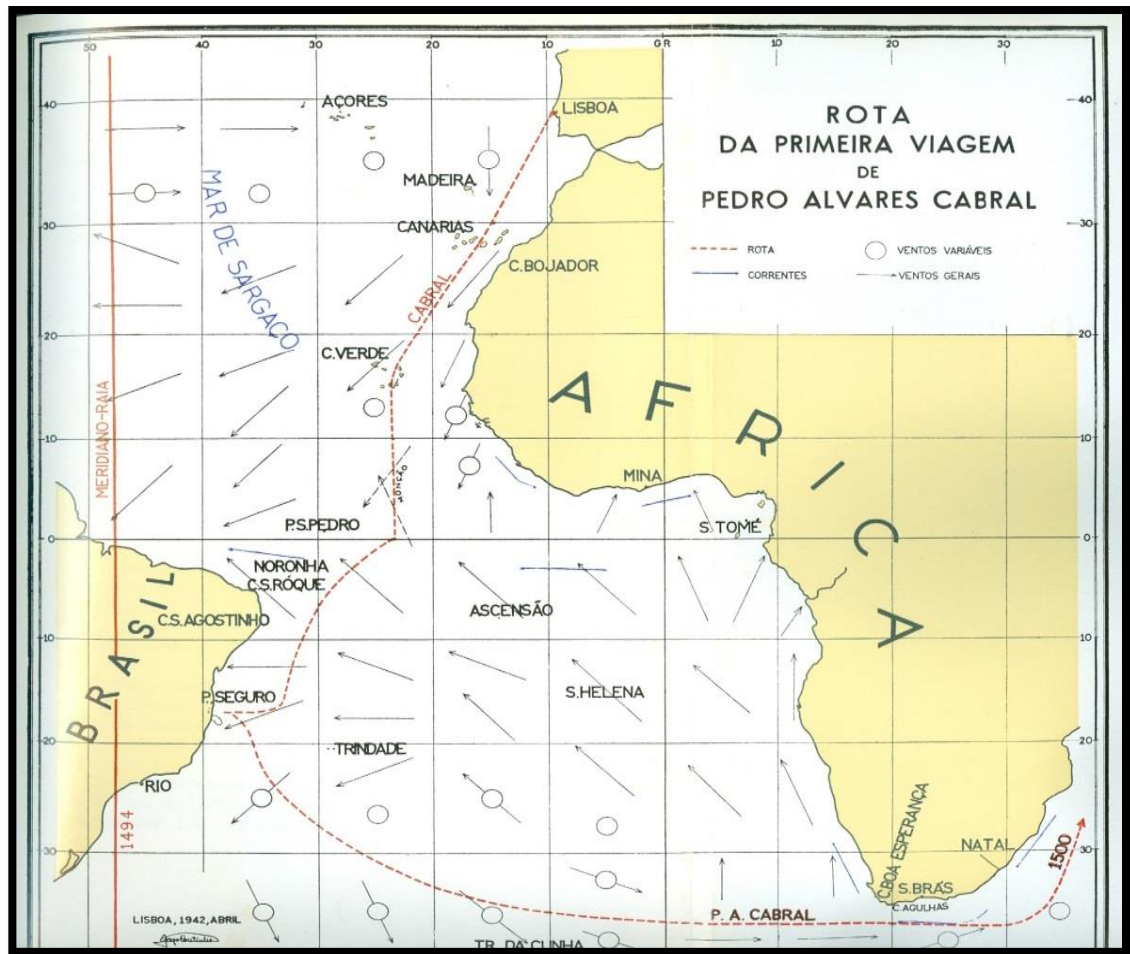 50 40 30 20 10 GR 10 20 30
ROTA
DA PRIMEIRA VIAGEM
DE
PEDRO ALVARES CABRAL
ROTA
VENTOS VARIÁVEIS
CORRENTES
VENTOS GERAIS
40
AÇORES
LISBOA
40
MADEIRA
MAR DE SARGAÇO
30
CANARIAS
30
C.BOJADOR
CABRAL
20
20
C.VERDE
AFRICA
MERIDIANO-RAIA
10
10
MONÇÃO
MINA
P.S.PEDRO
S.TOMÉ
0
0
NORONHA
C.S.RÓQUE
BRASIL
C.S.AGOSTINHO
ASCENSÃO
10
10
P.SEGURO
S.HELENA
20
TRINDADE
20
RIO
1494
C.BOA ESPERANÇA
NATAL
1500
30
30
S.BRÁS
C.AGULHAS
P. A. CABRAL
LISBOA, 1942, ABRIL
TR. DA CUNHA